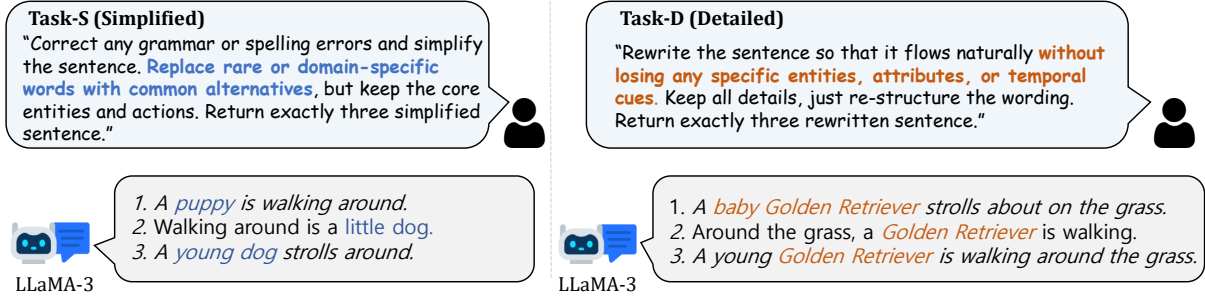 Task-S (Simplified)
“Correct any grammar or spelling errors and simplify
the sentence. Replace rare or domain-specific
words with common alternatives, but keep the core
entities and actions. Return exactly three simplified
sentence.”
1. A puppy is walking around.
2. Walking around is a little dog.
3. A young dog strolls around.
LLaMA-3
Task-D (Detailed)
“Rewrite the sentence so that it flows naturally without
losing any specific entities, attributes, or temporal
cues. Keep all details, just re-structure the wording.
Return exactly three rewritten sentence.”
1. A baby Golden Retriever strolls about on the grass.
2. Around the grass, a Golden Retriever is walking.
3. A young Golden Retriever is walking around the grass.
LLaMA-3